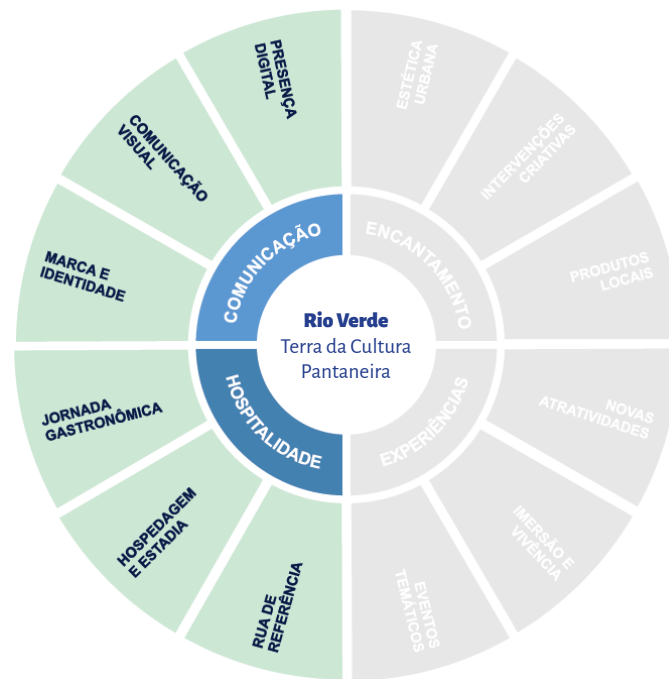 PRESENÇA
DIGITAL
ESTÉTICA
URBANA
COMUNICAÇÃO
VISUAL
INTERVENÇÕES
CRIATIVAS
MARCA E
IDENTIDADE
COMUNICAÇÃO
ENCANTAMENTO
PRODUTOS
LOCAIS
Rio Verde
Terra da Cultura
Pantaneira
JORNADA
GASTRONÔMICA
HOSPITALIDADE
EXPERIÊNCIAS
NOVAS
ATRATIVIDADES
HOSPEDAGEM
E ESTADIA
IMERSÃO E
VIVÊNCIA
RUA DE
REFERÊNCIA
EVENTOS
TEMÁTICOS